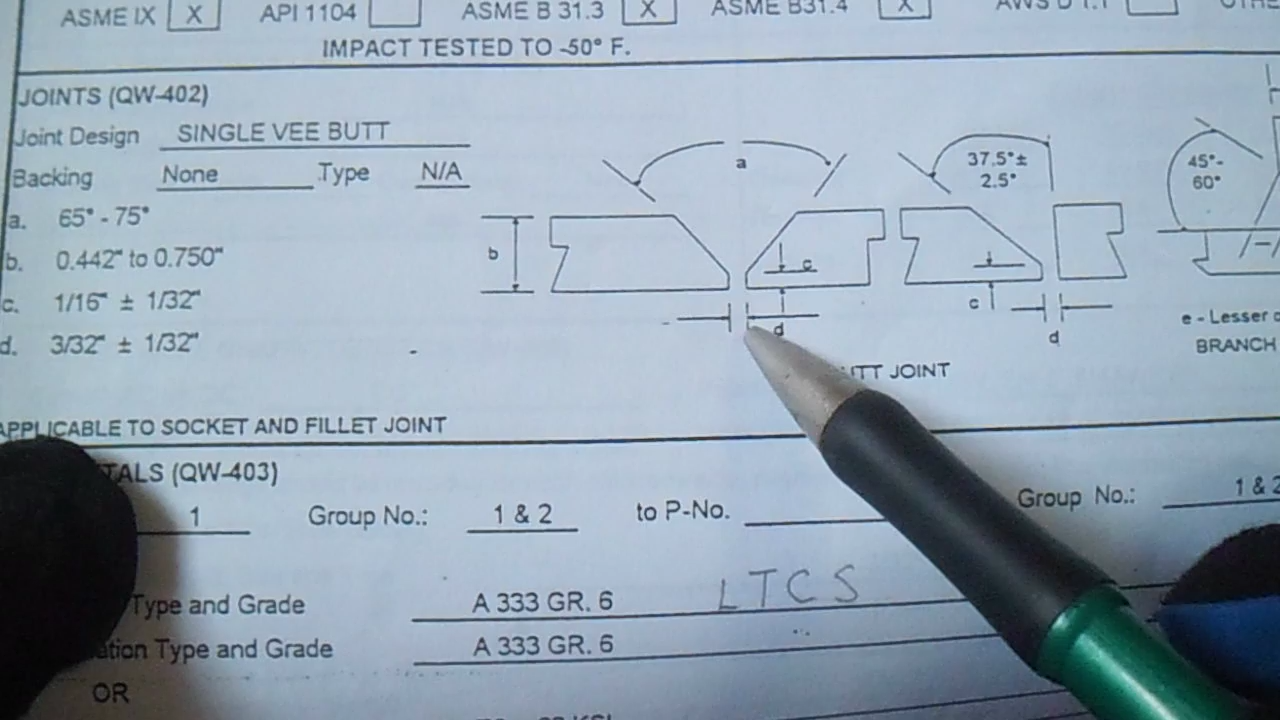 ASME IX X API 1104 ASME B 31.3 X ASME B31.4 X AWS D 1.1
IMPACT TESTED TO -50° F.
JOINTS (QW-402)
Joint Design SINGLE VEE BUTT
Backing None Type N/A
a. 65° - 75°
b. 0.442" to 0.750"
c. 1/16" ± 1/32"
d. 3/32" ± 1/32"
a
b
c
d
37.5°±
2.5°
c
d
45°-
60°
e - Lesser
BRANCH
JOINT
APPLICABLE TO SOCKET AND FILLET JOINT
(QW-403)
1 Group No.: 1 & 2 to P-No. Group No.: 1 & 2
Type and Grade A 333 GR. 6 LTCS
Type and Grade A 333 GR. 6
OR